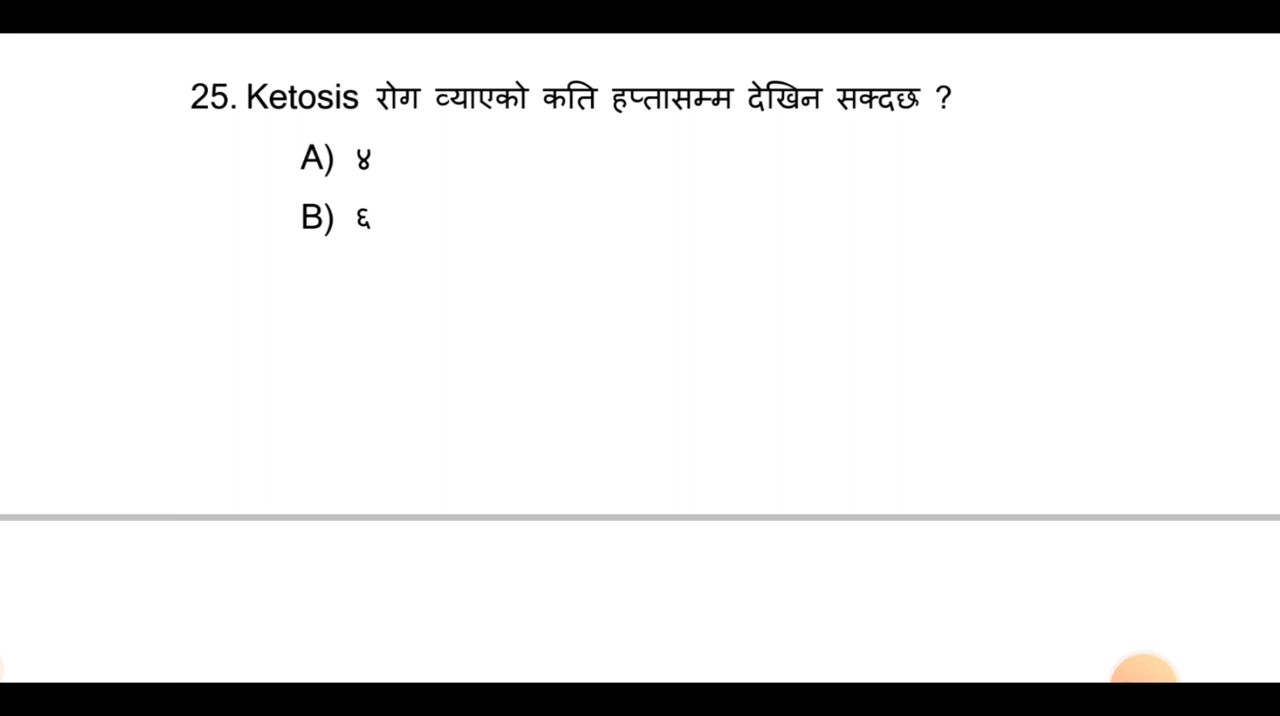 25. Ketosis रोग व्याएको कति हप्तासम्म देखिन सक्दछ ?
A) ४
B) ६